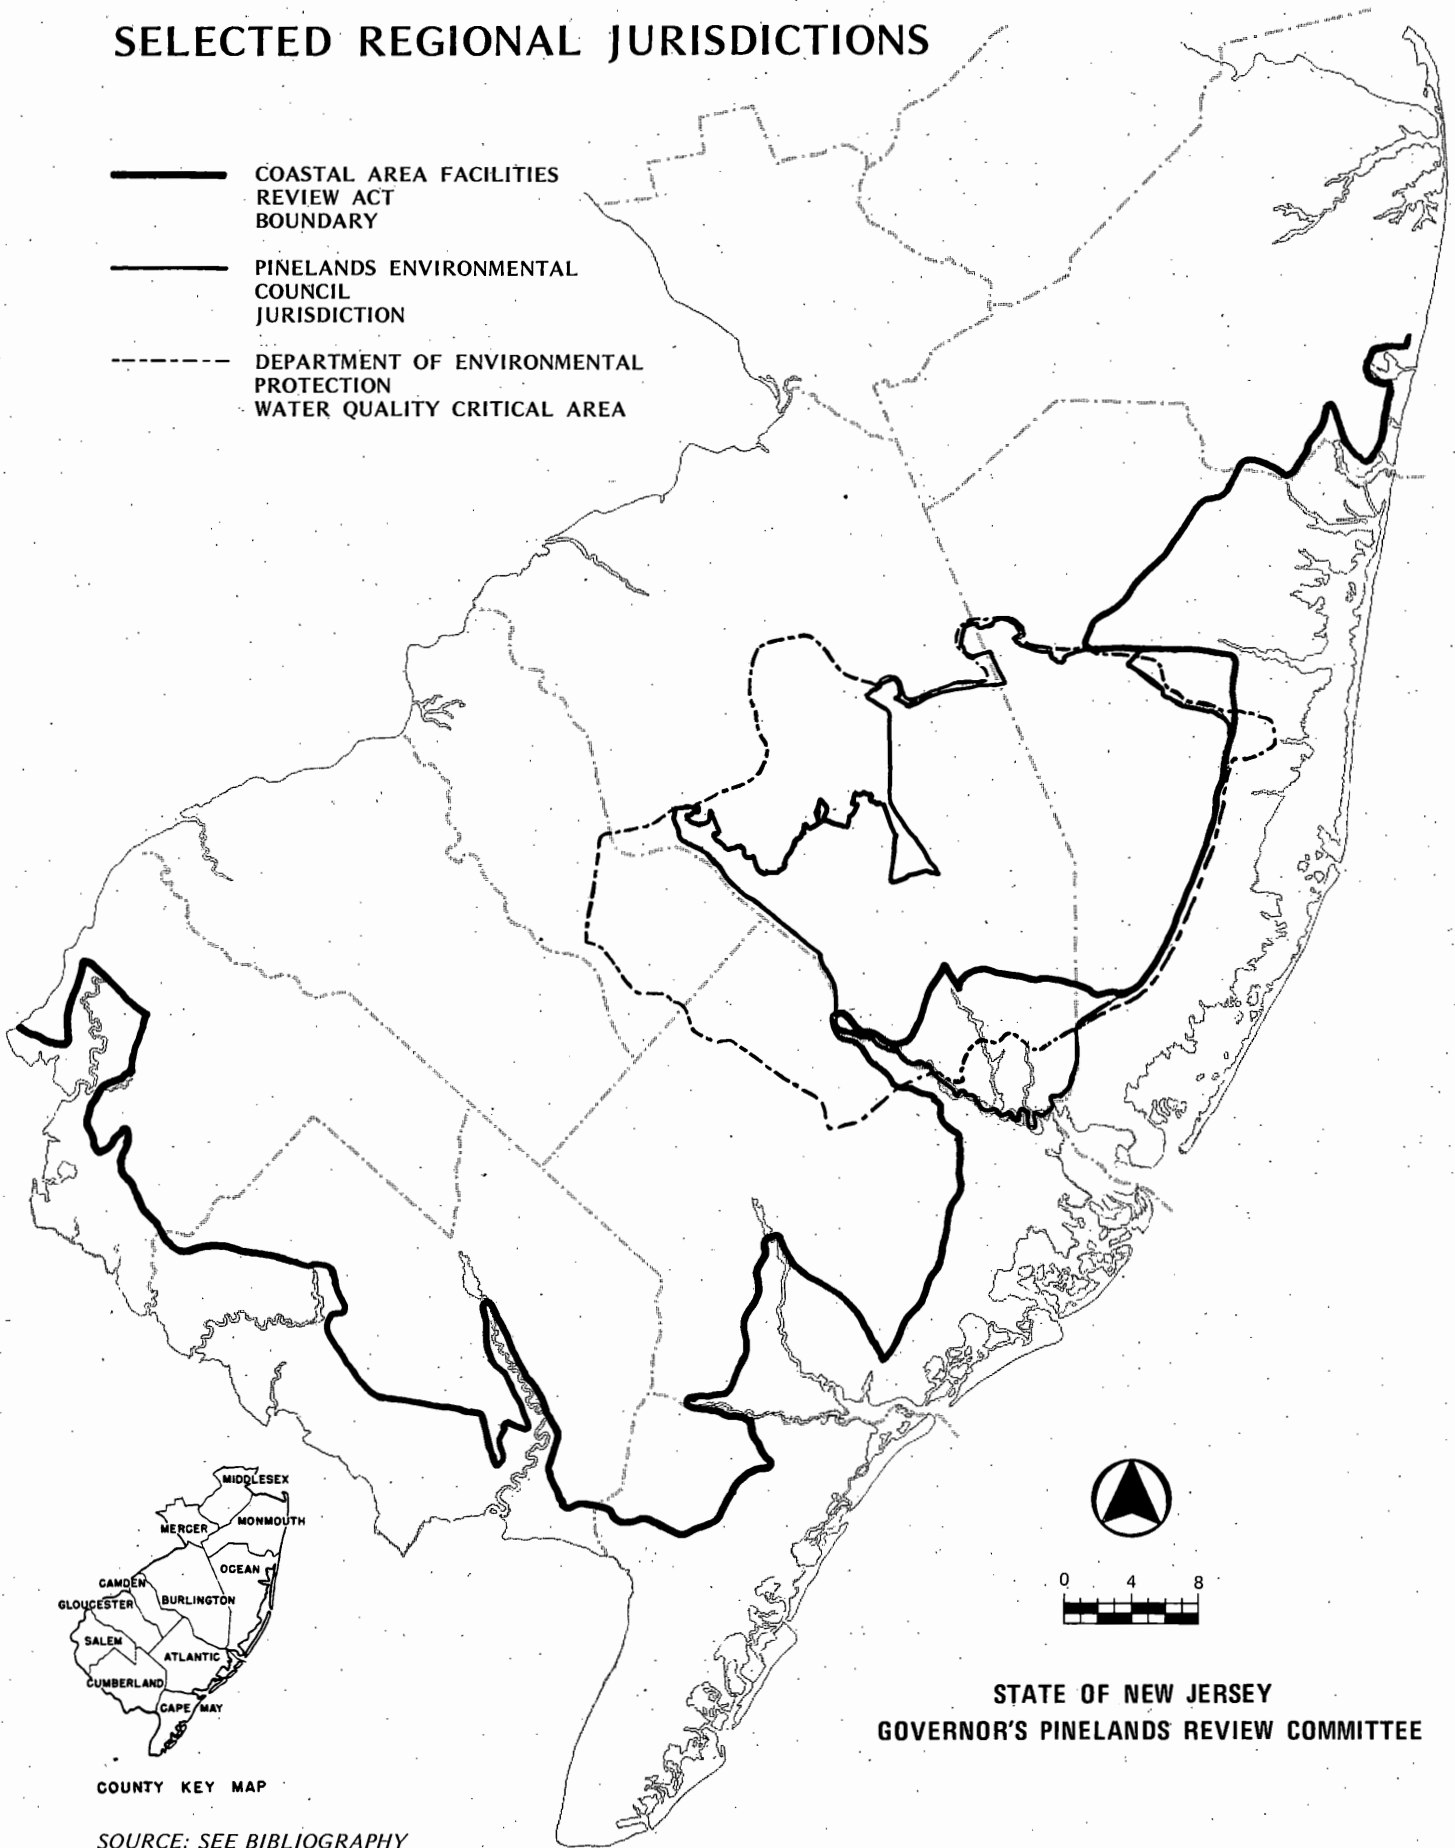 SELECTED REGIONAL JURISDICTIONS
COASTAL AREA FACILITIES
REVIEW ACT
BOUNDARY
PINELANDS ENVIRONMENTAL
COUNCIL
JURISDICTION
DEPARTMENT OF ENVIRONMENTAL
PROTECTION
WATER QUALITY CRITICAL AREA
MIDDLESEX
MERCER
MONMOUTH
OCEAN
CAMDEN
BURLINGTON
GLOUCESTER
SALEM
ATLANTIC
CUMBERLAND
CAPE MAY
COUNTY KEY MAP
SOURCE: SEE BIBLIOGRAPHY
0 4 8
STATE OF NEW JERSEY
GOVERNOR'S PINELANDS REVIEW COMMITTEE